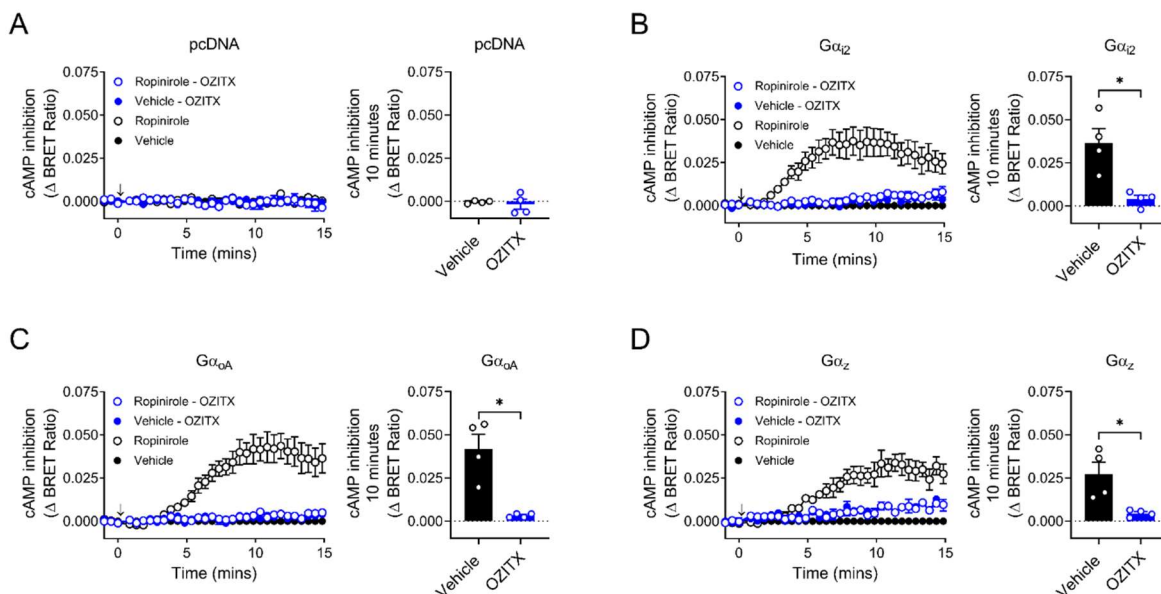 A
pcDNA
cAMP inhibition
(Δ BRET Ratio)
0.075
0.050
0.025
0.000
Ropinirole - OZITX
Vehicle - OZITX
Ropinirole
Vehicle
0
5
10
15
Time (mins)
pcDNA
cAMP inhibition
10 minutes
(Δ BRET Ratio)
0.075
0.050
0.025
0.000
Vehicle
OZITX
B
Gαi2
cAMP inhibition
(Δ BRET Ratio)
0.075
0.050
0.025
0.000
Ropinirole - OZITX
Vehicle - OZITX
Ropinirole
Vehicle
0
5
10
15
Time (mins)
Gαi2
cAMP inhibition
10 minutes
(Δ BRET Ratio)
0.075
0.050
0.025
0.000
*
Vehicle
OZITX
C
GαoA
cAMP inhibition
(Δ BRET Ratio)
0.075
0.050
0.025
0.000
Ropinirole - OZITX
Vehicle - OZITX
Ropinirole
Vehicle
0
5
10
15
Time (mins)
GαoA
cAMP inhibition
10 minutes
(Δ BRET Ratio)
0.075
0.050
0.025
0.000
*
Vehicle
OZITX
D
Gαz
cAMP inhibition
(Δ BRET Ratio)
0.075
0.050
0.025
0.000
Ropinirole - OZITX
Vehicle - OZITX
Ropinirole
Vehicle
0
5
10
15
Time (mins)
Gαz
cAMP inhibition
10 minutes
(Δ BRET Ratio)
0.075
0.050
0.025
0.000
*
Vehicle
OZITX